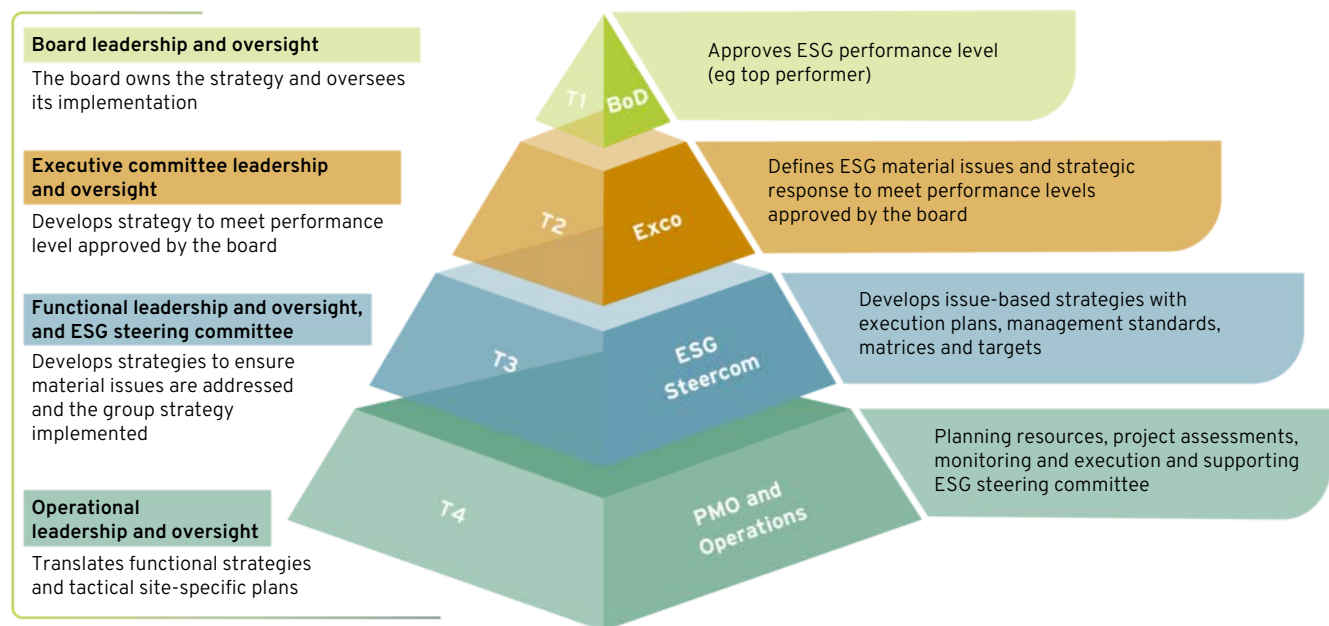 Board leadership and oversight
The board owns the strategy and oversees
its implementation
T1
BoD
Approves ESG performance level
(eg top performer)
Executive committee leadership
and oversight
Develops strategy to meet performance
level approved by the board
T2
Exco
Defines ESG material issues and strategic
response to meet performance levels
approved by the board
Functional leadership and oversight,
and ESG steering committee
Develops strategies to ensure
material issues are addressed
and the group strategy
implemented
T3
ESG
Steercom
Develops issue-based strategies with
execution plans, management standards,
matrices and targets
Operational
leadership and oversight
Translates functional strategies
and tactical site-specific plans
T4
PMO and
Operations
Planning resources, project assessments,
monitoring and execution and supporting
ESG steering committee